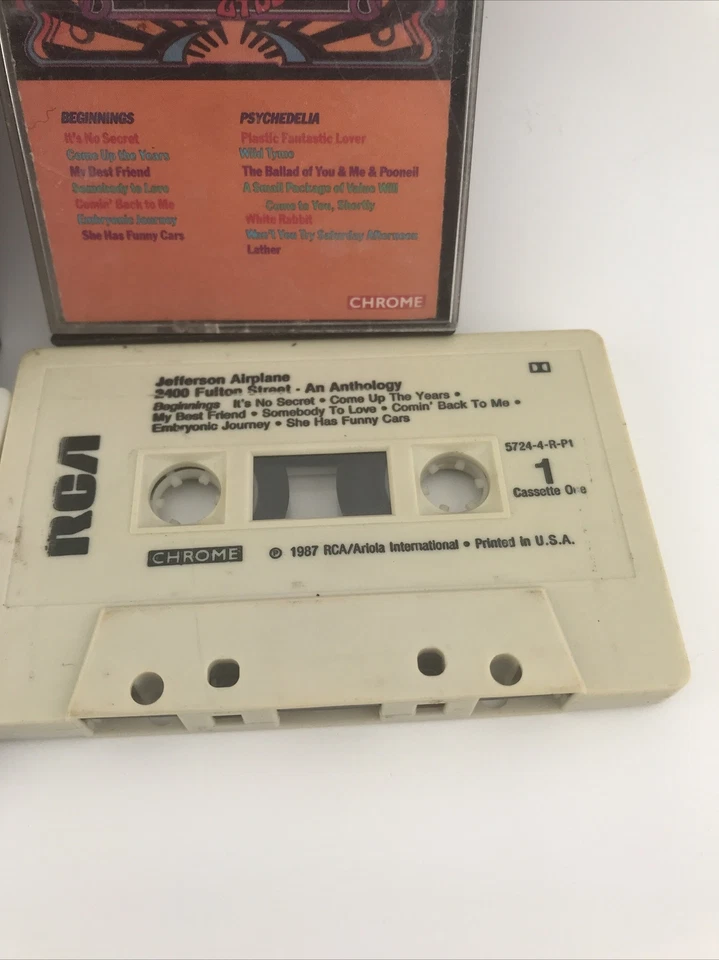 BEGINNINGS
It's No Secret
Come Up the Years
My Best Friend
Somebody to Love
Comin' Back to Me
Embryonic Journey
She Has Funny Cars
PSYCHEDELIA
Plastic Fantastic Lover
Wild Tyme
The Ballad of You & Me & Pooneil
A Small Package of Value Will
Come to You, Shortly
White Rabbit
Won't You Try Saturday Afternoon
Lather
CHROME
Jefferson Airplane
2400 Fulton Street - An Anthology
Beginnings It's No Secret • Come Up The Years •
My Best Friend • Somebody To Love • Comin' Back To Me •
Embryonic Journey • She Has Funny Cars
RCA
5724-4-R-P1
1
Cassette One
CHROME ℗ 1987 RCA/Ariola International • Printed in U.S.A.